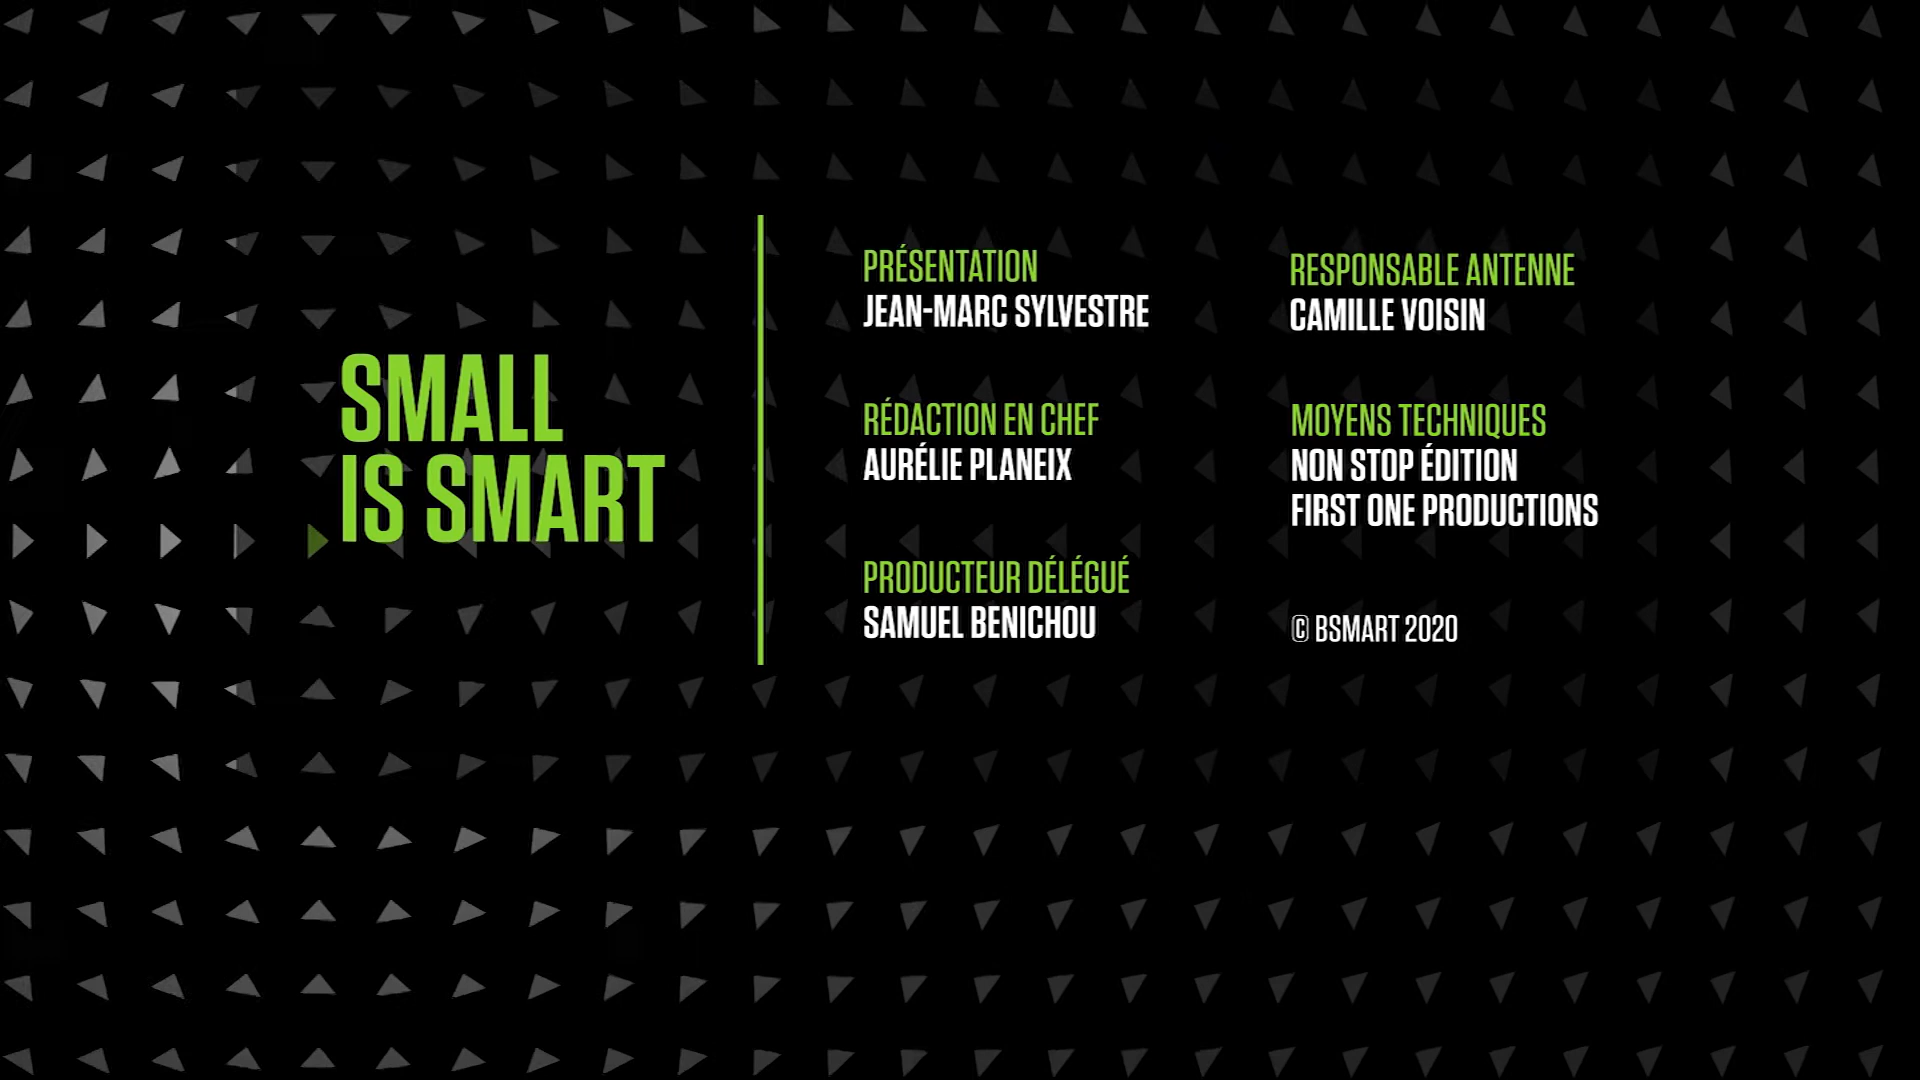 SMALL
IS SMART
PRÉSENTATION
JEAN-MARC SYLVESTRE
RÉDACTION EN CHEF
AURÉLIE PLANEIX
PRODUCTEUR DÉLÉGUÉ
SAMUEL BENICHOU
RESPONSABLE ANTENNE
CAMILLE VOISIN
MOYENS TECHNIQUES
NON STOP ÉDITION
FIRST ONE PRODUCTIONS
© BSMART 2020